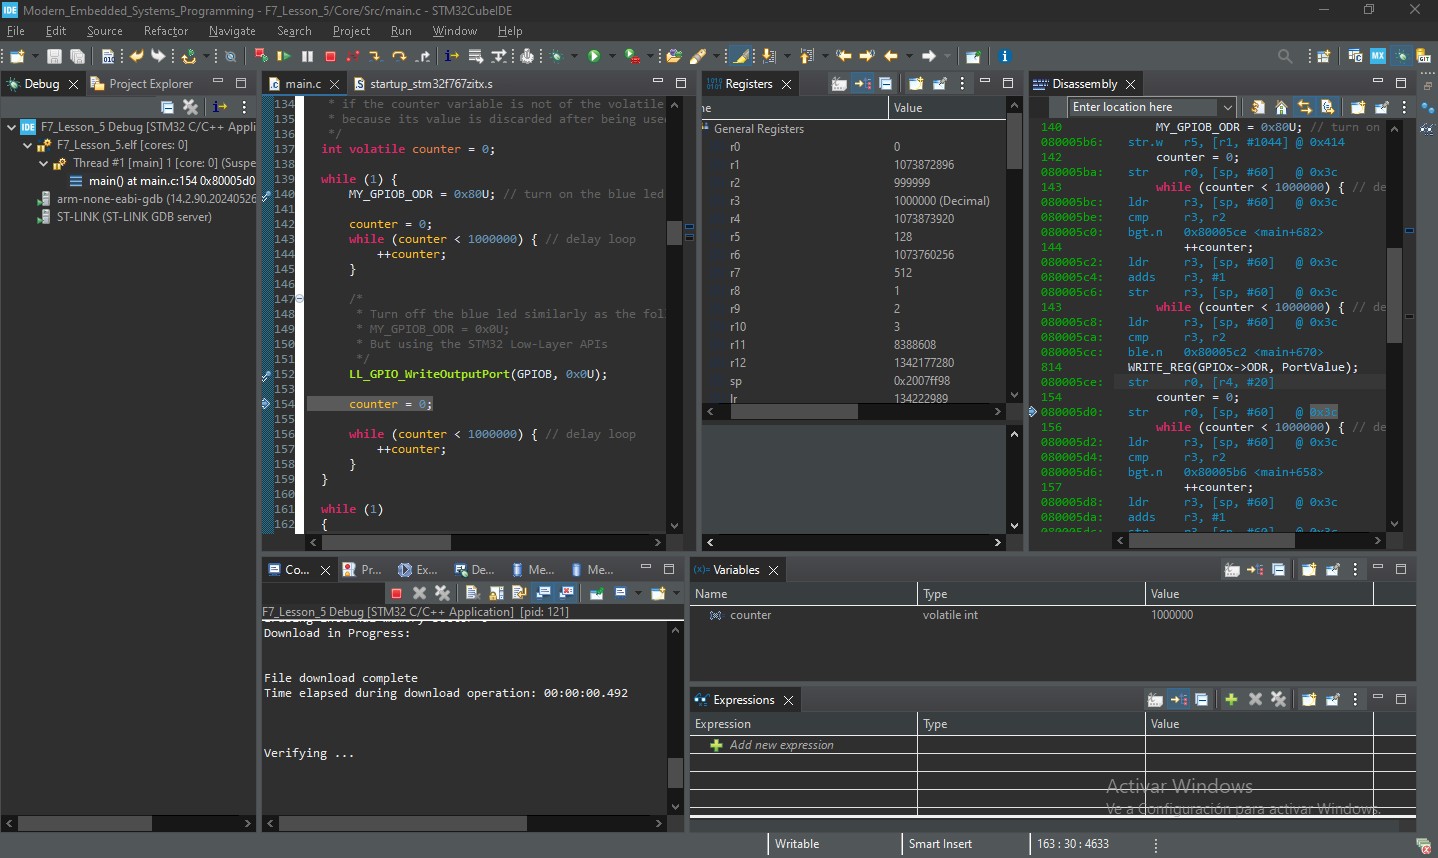 IDE Modern_Embedded_Systems_Programming - F7_Lesson_5/Core/Src/main.c - STM32CubeIDE
File Edit Source Refactor Navigate Search Project Run Window Help
Debug Project Explorer
IDE F7_Lesson_5 Debug [STM32 C/C++ Appli
F7_Lesson_5.elf [cores: 0]
Thread #1 [main] 1 [core: 0] (Suspe
main() at main.c:154 0x80005d0
arm-none-eabi-gdb (14.2.90.20240526
ST-LINK (ST-LINK GDB server)
main.c startup_stm32f767zitx.s
134 * if the counter variable is not of the volatile
135 * because its value is discarded after being used
136 */
137 int volatile counter = 0;
138
139 while (1) {
140 MY_GPIOB_ODR = 0x80U; // turn on the blue led
141
142 counter = 0;
143 while (counter < 1000000) { // delay loop
144 ++counter;
145 }
146
147 /*
148 * Turn off the blue led similarly as the fol
149 * MY_GPIOB_ODR = 0x0U;
150 * But using the STM32 Low-Layer APIs
151 */
152 LL_GPIO_WriteOutputPort(GPIOB, 0x0U);
153
154 counter = 0;
155
156 while (counter < 1000000) { // delay loop
157 ++counter;
158 }
159 }
160
161 while (1)
162 {
Registers
ne Value
General Registers
r0 0
r1 1073872896
r2 999999
r3 1000000 (Decimal)
r4 1073873920
r5 128
r6 1073760256
r7 512
r8 1
r9 2
r10 3
r11 8388608
r12 1342177280
sp 0x2007ff98
lr 134222989
Disassembly
Enter location here
140 MY_GPIOB_ODR = 0x80U; // turn on
080005b6: str.w r5, [r1, #1044] @ 0x414
142 counter = 0;
080005ba: str r0, [sp, #60] @ 0x3c
143 while (counter < 1000000) { // de
080005bc: ldr r3, [sp, #60] @ 0x3c
080005be: cmp r3, r2
080005c0: bgt.n 0x80005ce <main+682>
144 ++counter;
080005c2: ldr r3, [sp, #60] @ 0x3c
080005c4: adds r3, #1
080005c6: str r3, [sp, #60] @ 0x3c
143 while (counter < 1000000) { // de
080005c8: ldr r3, [sp, #60] @ 0x3c
080005ca: cmp r3, r2
080005cc: ble.n 0x80005c2 <main+670>
814 WRITE_REG(GPIOx->ODR, PortValue);
080005ce: str r0, [r4, #20]
154 counter = 0;
080005d0: str r0, [sp, #60] @ 0x3c
156 while (counter < 1000000) { // de
080005d2: ldr r3, [sp, #60] @ 0x3c
080005d4: cmp r3, r2
080005d6: bgt.n 0x80005b6 <main+658>
157 ++counter;
080005d8: ldr r3, [sp, #60] @ 0x3c
080005da: adds r3, #1
080005dc: str r3, [sp, #60] @ 0x3c
Co... Pr... Ex... De... Me... Me...
F7_Lesson_5 Debug [STM32 C/C++ Application] [pid: 121]
Download in Progress:
File download complete
Time elapsed during download operation: 00:00:00.492
Verifying ...
(x)= Variables
Name Type Value
counter volatile int 1000000
Expressions
Expression Type Value
Add new expression
Activar Windows
Ve a Configuración para activar Windows.
Writable Smart Insert 163 : 30 : 4633